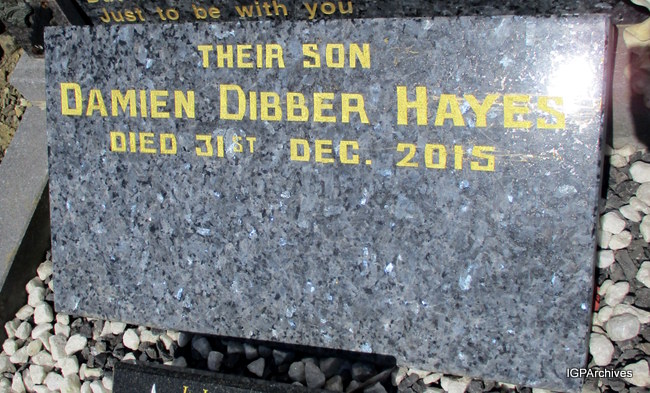 Just to be with you
THEIR SON
DAMIEN DIBBER HAYES
DIED 31ST DEC. 2015
IGPArchives